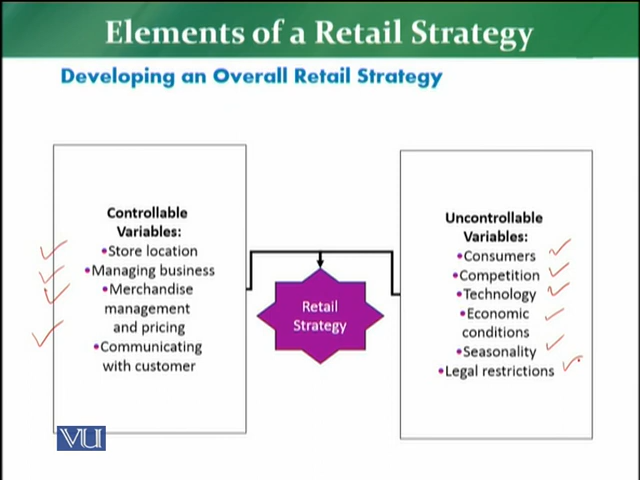 Elements of a Retail Strategy
Developing an Overall Retail Strategy
Controllable
Variables:
•Store location
•Managing business
•Merchandise
management
and pricing
•Communicating
with customer
Retail
Strategy
Uncontrollable
Variables:
•Consumers
•Competition
•Technology
•Economic
conditions
•Seasonality
•Legal restrictions
VU